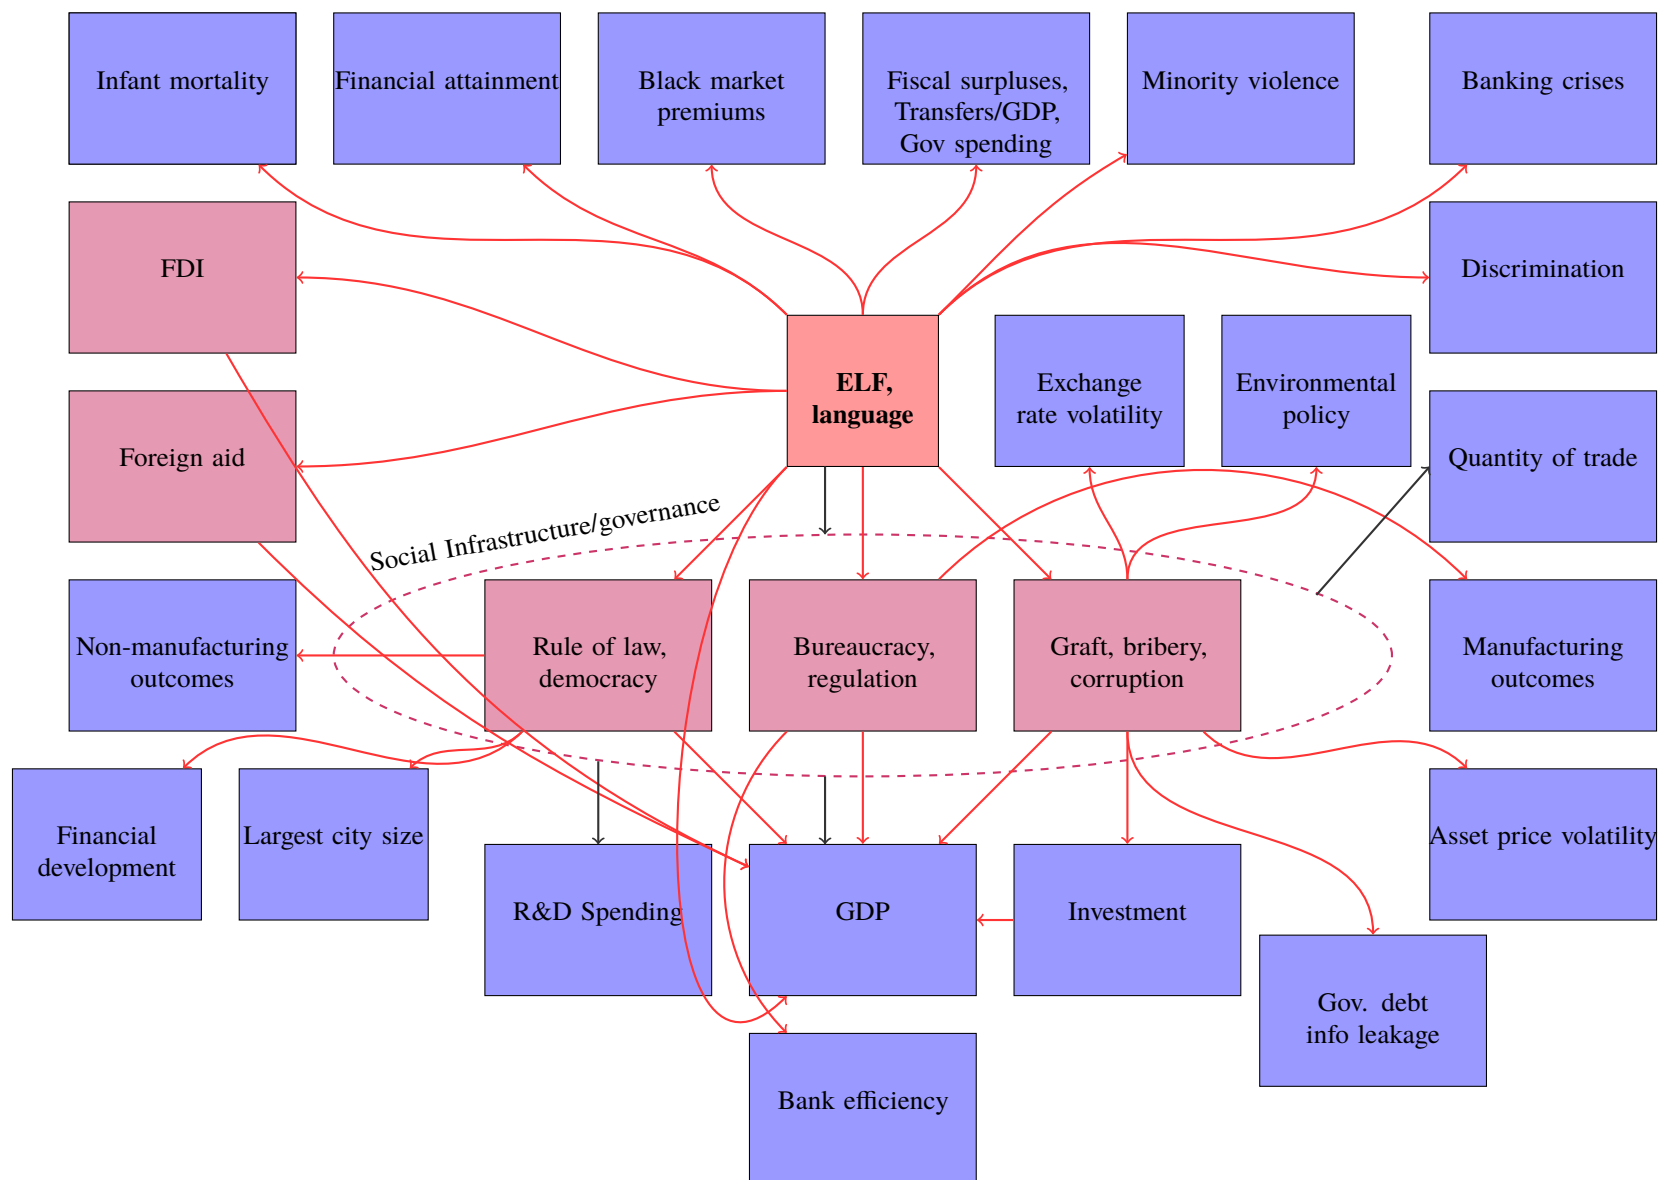 Infant mortality
Financial attainment
Black market
premiums
Fiscal surpluses,
Transfers/GDP,
Gov spending
Minority violence
Banking crises
FDI
Discrimination
ELF,
language
Exchange
rate volatility
Environmental
policy
Foreign aid
Quantity of trade
Social Infrastructure/governance
Non-manufacturing
outcomes
Rule of law,
democracy
Bureaucracy,
regulation
Graft, bribery,
corruption
Manufacturing
outcomes
Financial
development
Largest city size
Asset price volatility
R&D Spending
GDP
Investment
Gov. debt
info leakage
Bank efficiency